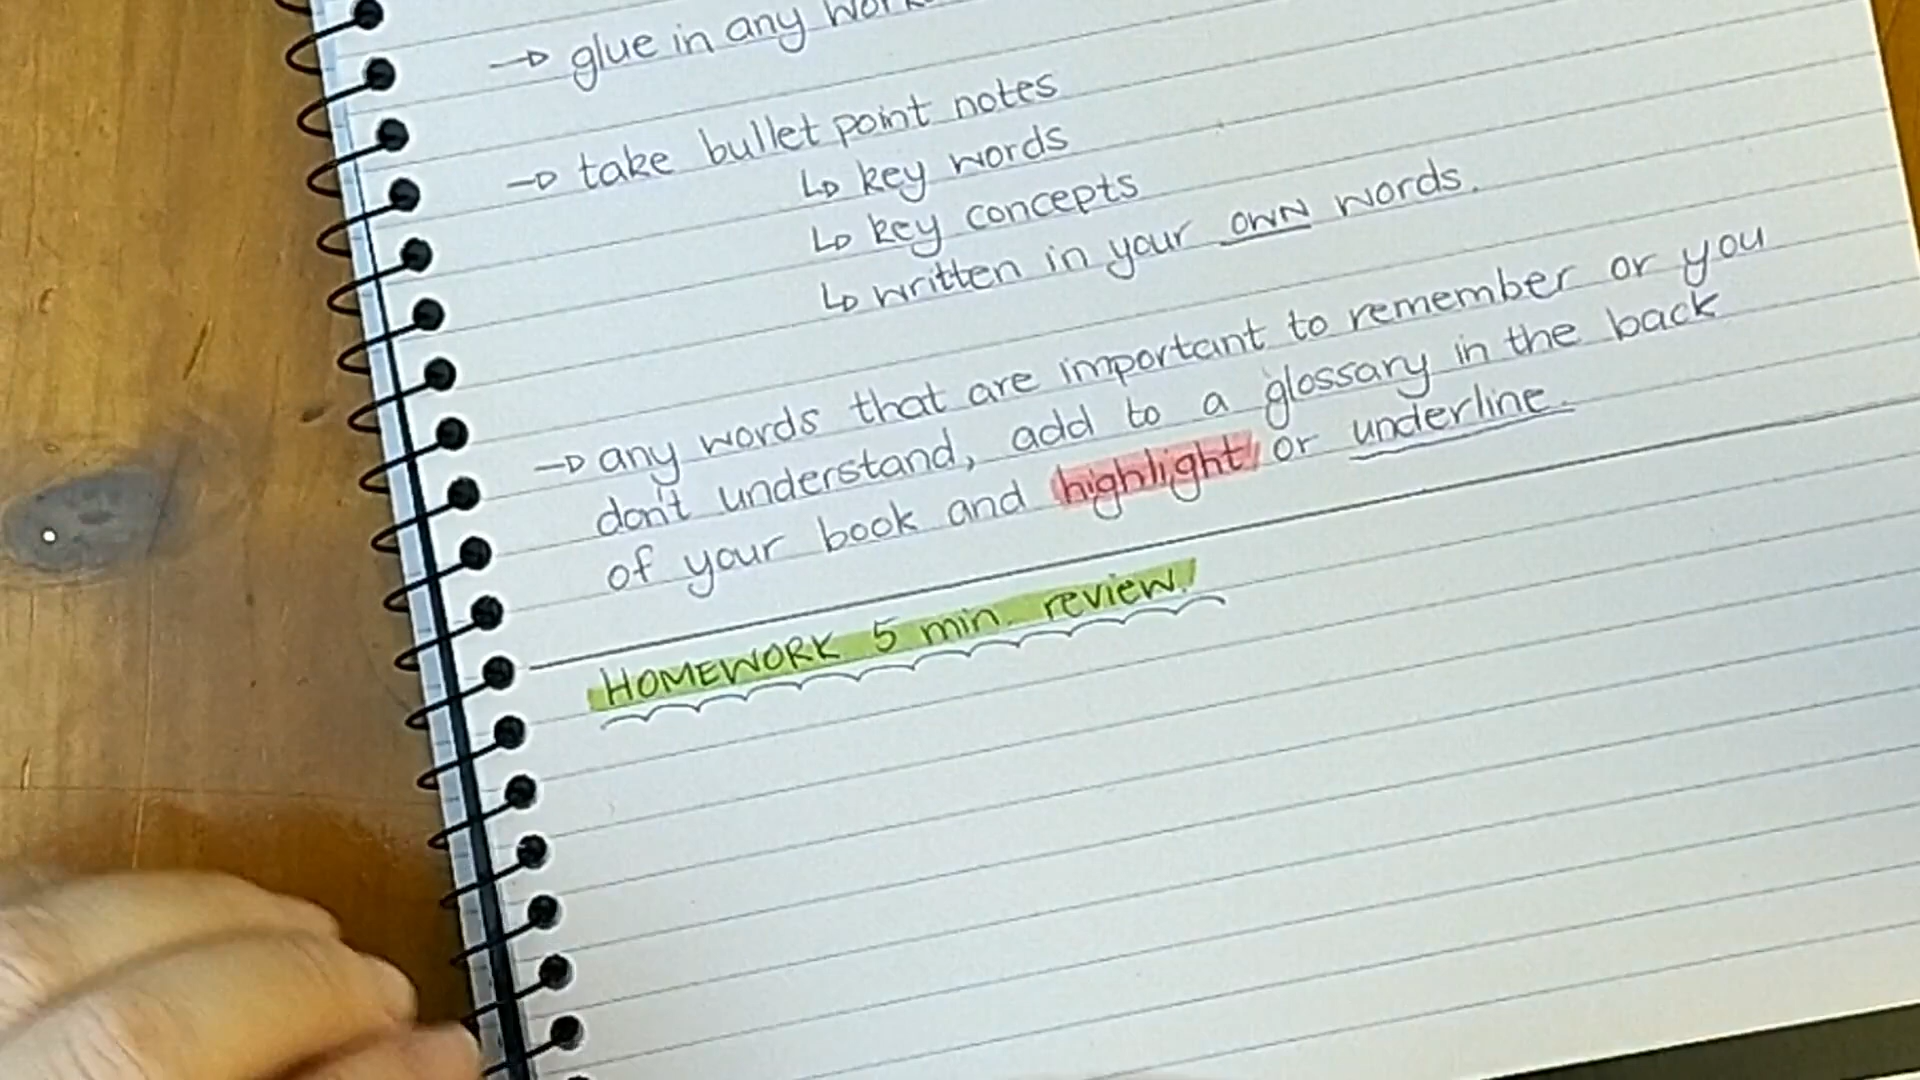 → glue in any
→ take bullet point notes
↳ key words
↳ key concepts
↳ written in your OWN words.
→ any words that are important to remember or you
don't understand, add to a glossary in the back
of your book and highlight or underline.
HOMEWORK 5 min. review.